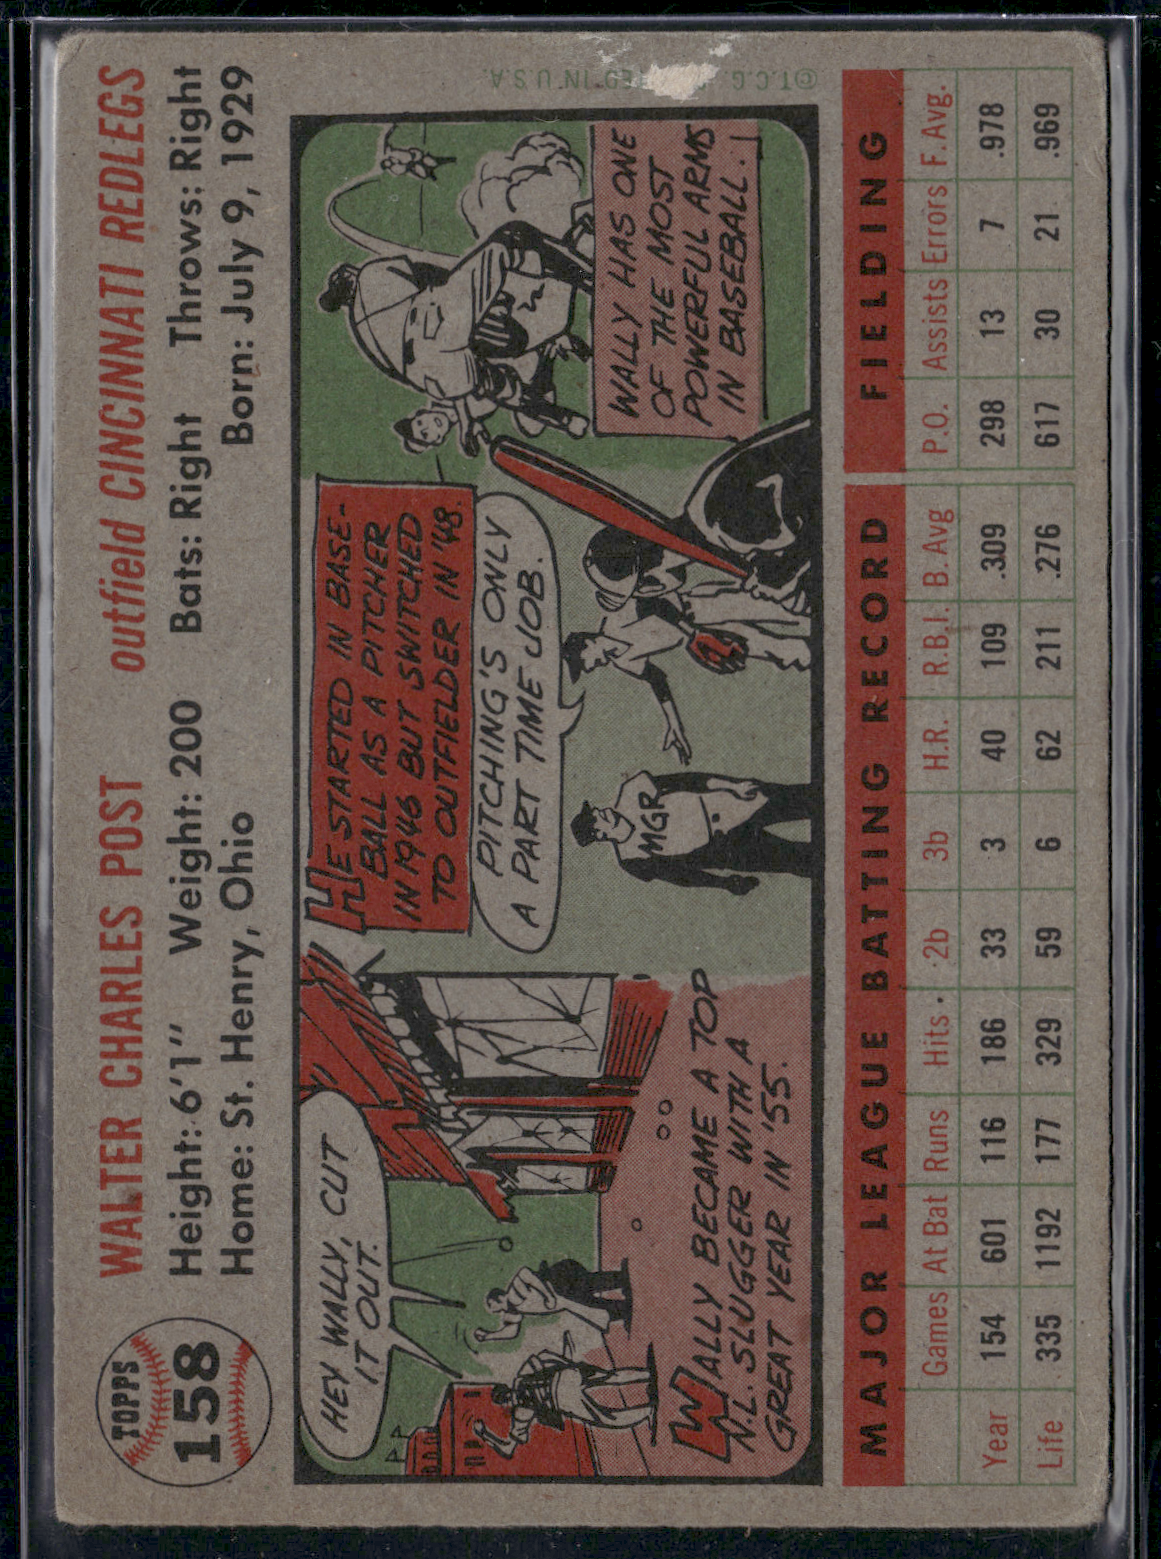 TOPPS
158
WALTER CHARLES POST outfield CINCINNATI REDLEGS
Height: 6'1" Weight: 200 Bats: Right Throws: Right
Home: St. Henry, Ohio Born: July 9, 1929
HEY WALLY, CUT
IT OUT.
WALLY BECAME A TOP
N.L. SLUGGER WITH A
GREAT YEAR IN '55.
HE STARTED IN BASE-
BALL AS A PITCHER
IN 1946 BUT SWITCHED
TO OUTFIELDER IN '48.
PITCHING'S ONLY
A PART TIME JOB.
MGR
WALLY HAS ONE
OF THE MOST
POWERFUL ARMS
IN BASEBALL.
©T.C.G. IN U.S.A.
MAJOR LEAGUE BATTING RECORD FIELDING
Games At Bat Runs Hits 2b 3b H.R. R.B.I. B. Avg P.O. Assists Errors F. Avg.
Year 154 601 116 186 33 3 40 109 .309 298 13 7 .978
Life 335 1192 177 329 59 6 62 211 .276 617 30 21 .969